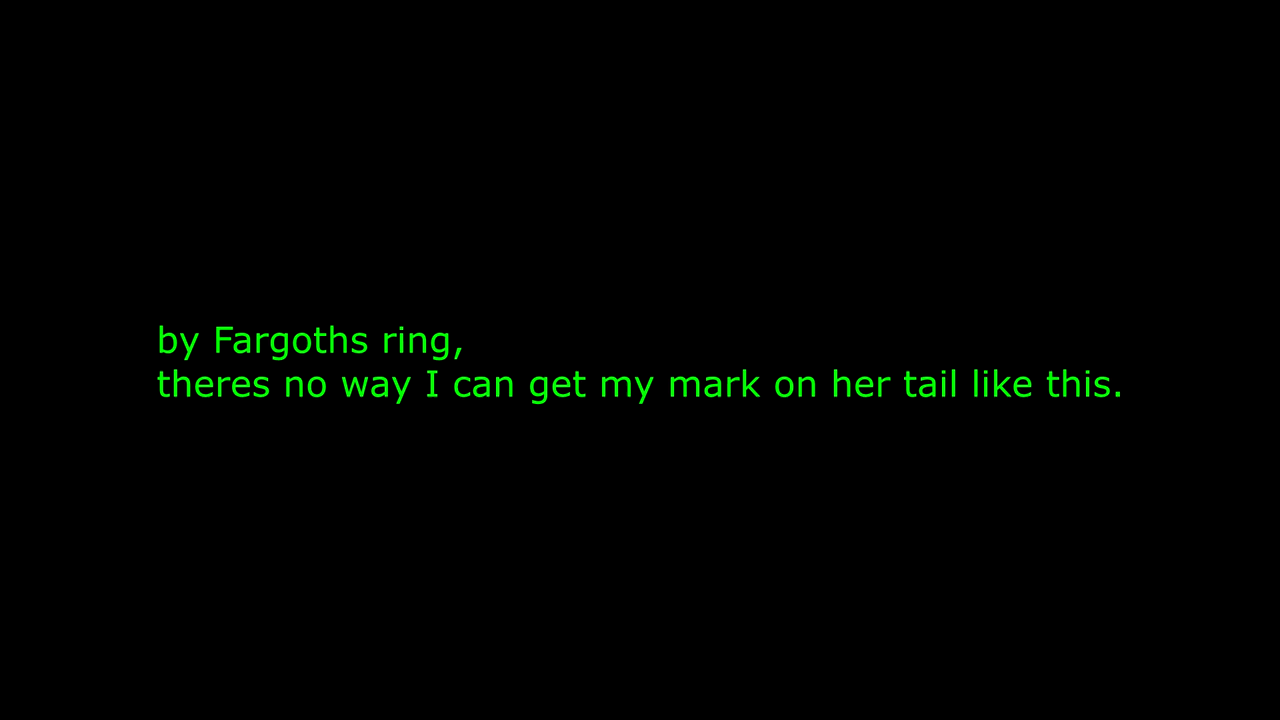 by Fargoths ring,
theres no way I can get my mark on her tail like this.